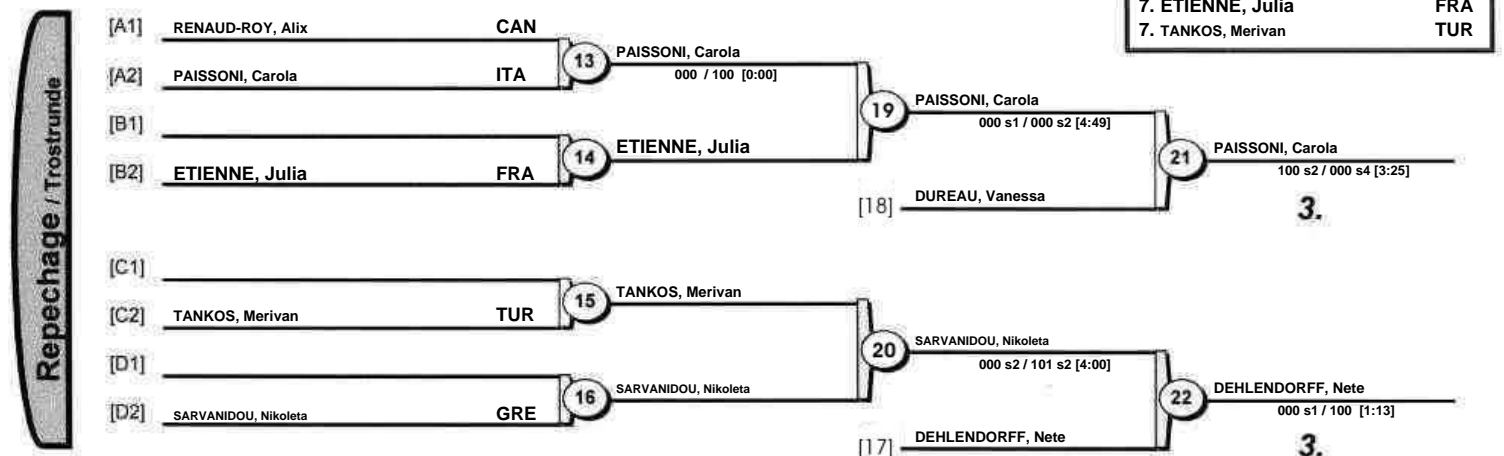 7. ETIENNE, Julia FRA
7. TANKOS, Merivan TUR
Repechage / Trostrunde
[A1] RENAUD-ROY, Alix CAN
[A2] PAISSONI, Carola ITA
13 PAISSONI, Carola
000 / 100 [0:00]
[B1]
[B2] ETIENNE, Julia FRA
14 ETIENNE, Julia
19 PAISSONI, Carola
000 s1 / 000 s2 [4:49]
[18] DUREAU, Vanessa
21 PAISSONI, Carola
100 s2 / 000 s4 [3:25]
3.
[C1]
[C2] TANKOS, Merivan TUR
15 TANKOS, Merivan
[D1]
[D2] SARVANIDOU, Nikoleta GRE
16 SARVANIDOU, Nikoleta
20 SARVANIDOU, Nikoleta
000 s2 / 101 s2 [4:00]
[17] DEHLENDORFF, Nete
22 DEHLENDORFF, Nete
000 s1 / 100 [1:13]
3.